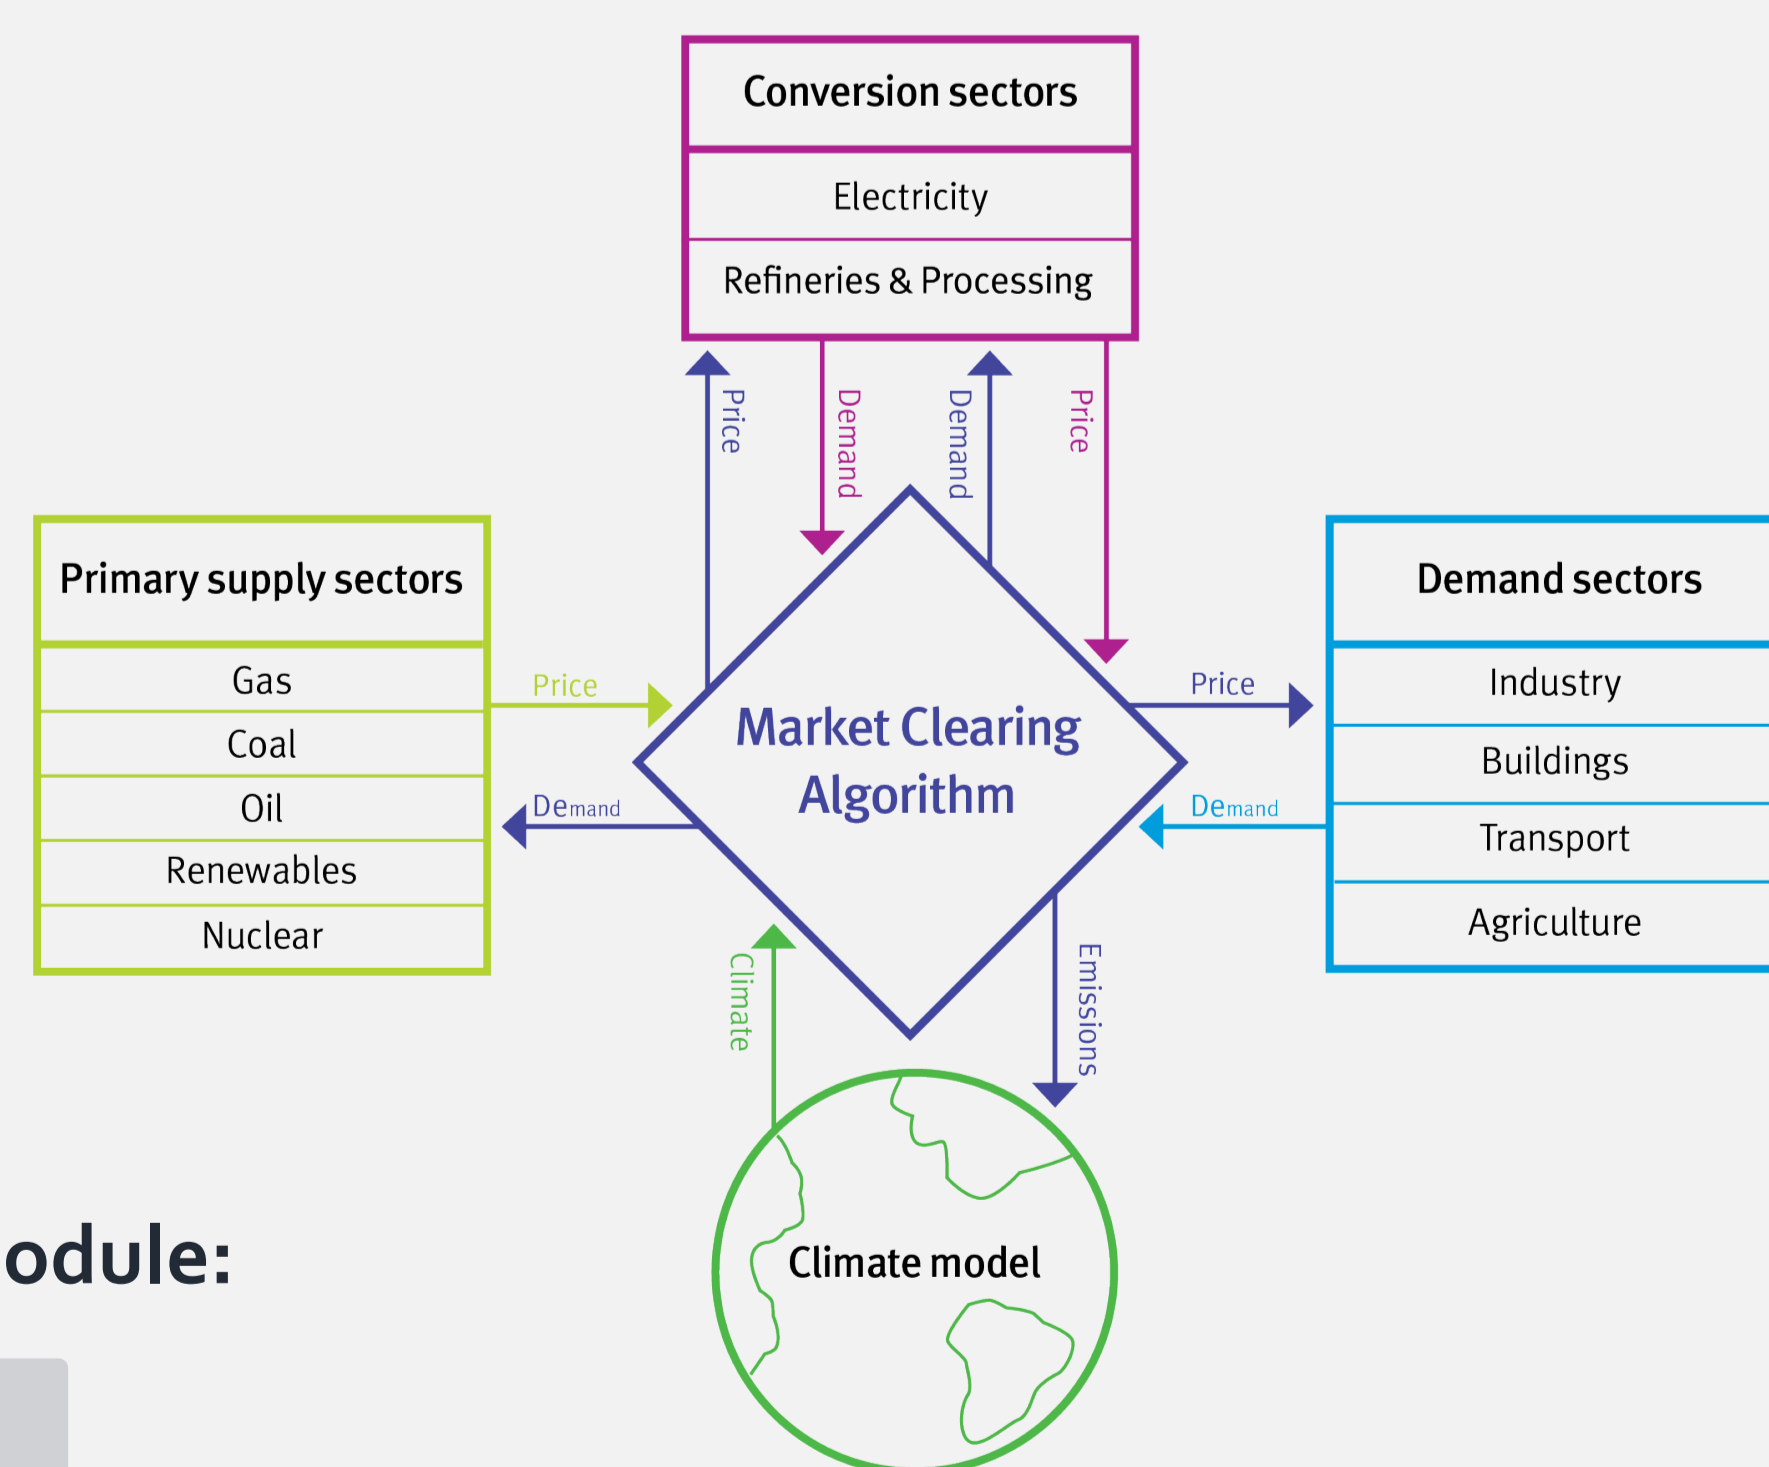 Conversion sectors
Electricity
Refineries & Processing
Price
Demand
Demand
Price
Primary supply sectors
Gas
Coal
Oil
Renewables
Nuclear
Price
Demand
Market Clearing
Algorithm
Price
Demand
Demand sectors
Industry
Buildings
Transport
Agriculture
Climate
Emissions
Climate model
odule: